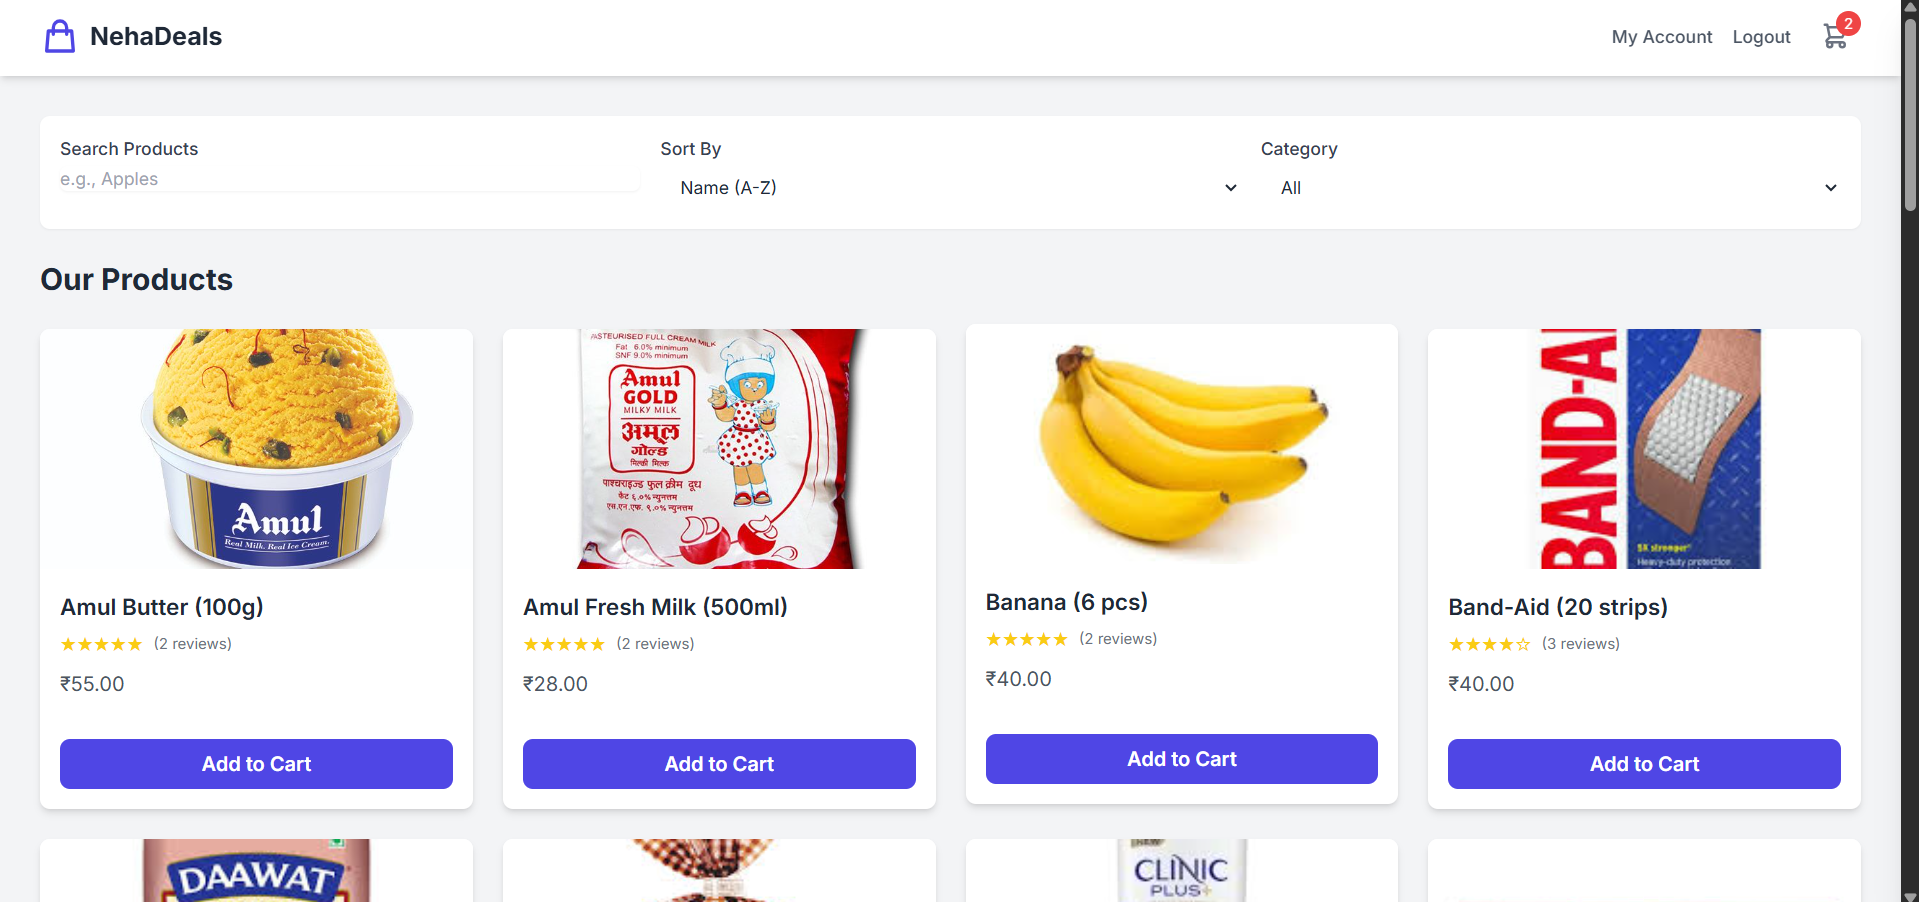 NehaDeals
My Account
Logout
2
Search Products
e.g., Apples
Sort By
Name (A-Z)
Category
All
Our Products
Amul
Real Milk. Real Ice Cream.
Amul Butter (100g)
★★★★★ (2 reviews)
₹55.00
Add to Cart
PASTEURISED FULL CREAM MILK
Fat 6.0% minimum
SNF 9.0% minimum
Amul
GOLD
MILKY MILK
अमूल
गोल्ड
मिल्की मिल्क
पाश्चराइज्ड फुल क्रीम दूध
फेट ६.०% न्युनत्तम
एस.एन.एफ. ९.०% न्युनत्तम
Amul Fresh Milk (500ml)
★★★★★ (2 reviews)
₹28.00
Add to Cart
Banana (6 pcs)
★★★★★ (2 reviews)
₹40.00
Add to Cart
BAND-A
5X stronger*
Heavy-duty protection
Band-Aid (20 strips)
★★★★☆ (3 reviews)
₹40.00
Add to Cart
DAAWAT
NEW
CLINIC
PLUS+